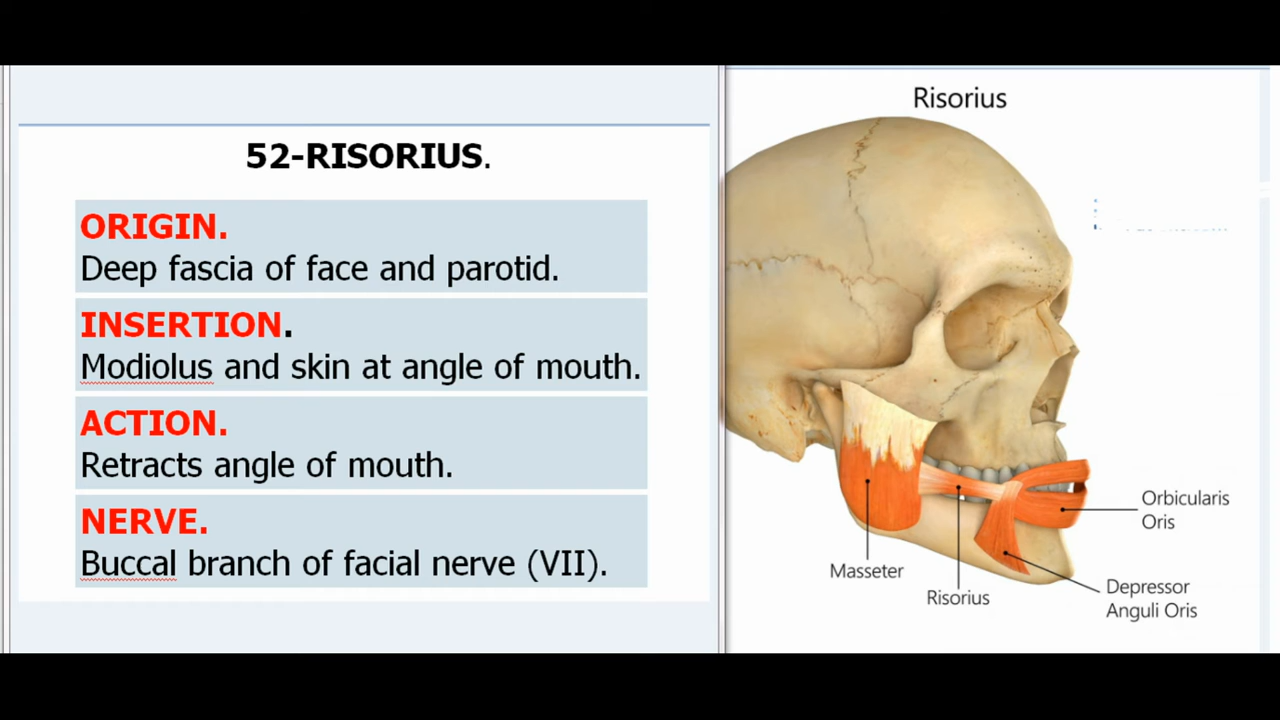 52-RISORIUS.
ORIGIN.
Deep fascia of face and parotid.
INSERTION.
Modiolus and skin at angle of mouth.
ACTION.
Retracts angle of mouth.
NERVE.
Buccal branch of facial nerve (VII).
Risorius
Orbicularis
Oris
Masseter
Risorius
Depressor
Anguli Oris